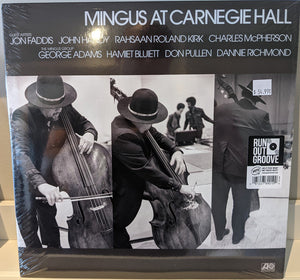 MINGUS AT CARNEGIE HALL
GUEST ARTISTS
JON FADDIS JOHN HANDY RAHSAAN ROLAND KIRK CHARLES McPHERSON
THE MINGUS GROUP
GEORGE ADAMS HAMIET BLUIETT DON PULLEN DANNIE RICHMOND
RUN
OUT
GROOVE